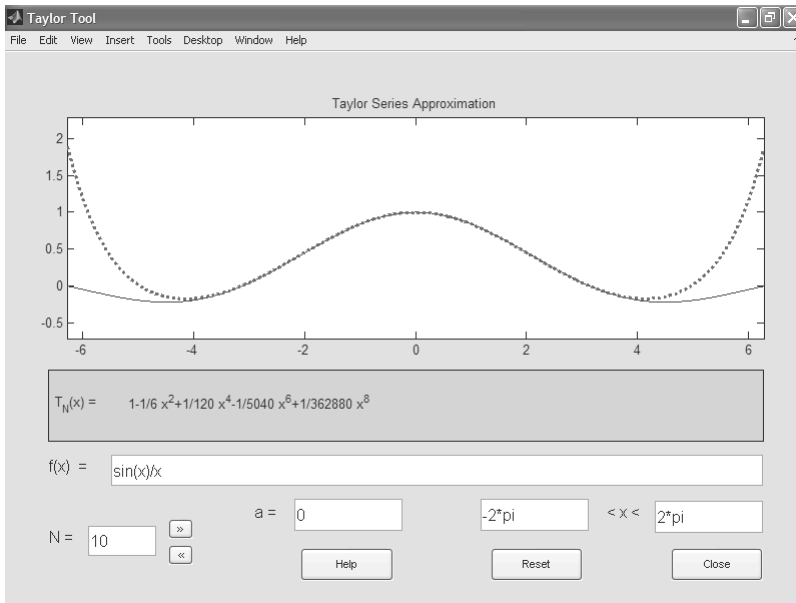 Taylor Tool
File Edit View Insert Tools Desktop Window Help
Taylor Series Approximation
2
1.5
1
0.5
0
-0.5
-6 -4 -2 0 2 4 6
T_N(x) = 1-1/6 x^2+1/120 x^4-1/5040 x^6+1/362880 x^8
f(x) = sin(x)/x
N = 10 » « a = 0 -2*pi < x < 2*pi
Help Reset Close